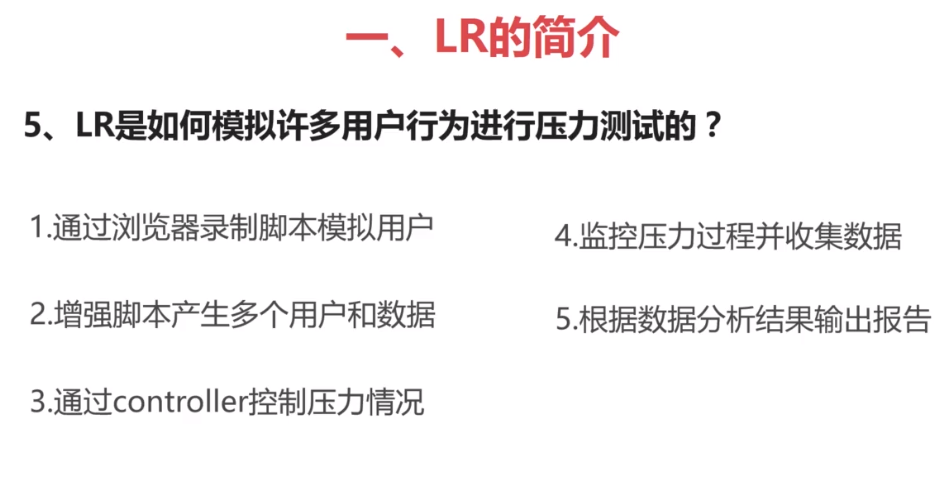 一、LR的简介
5、LR是如何模拟许多用户行为进行压力测试的？
1.通过浏览器录制脚本模拟用户
2.增强脚本产生多个用户和数据
3.通过controller控制压力情况
4.监控压力过程并收集数据
5.根据数据分析结果输出报告